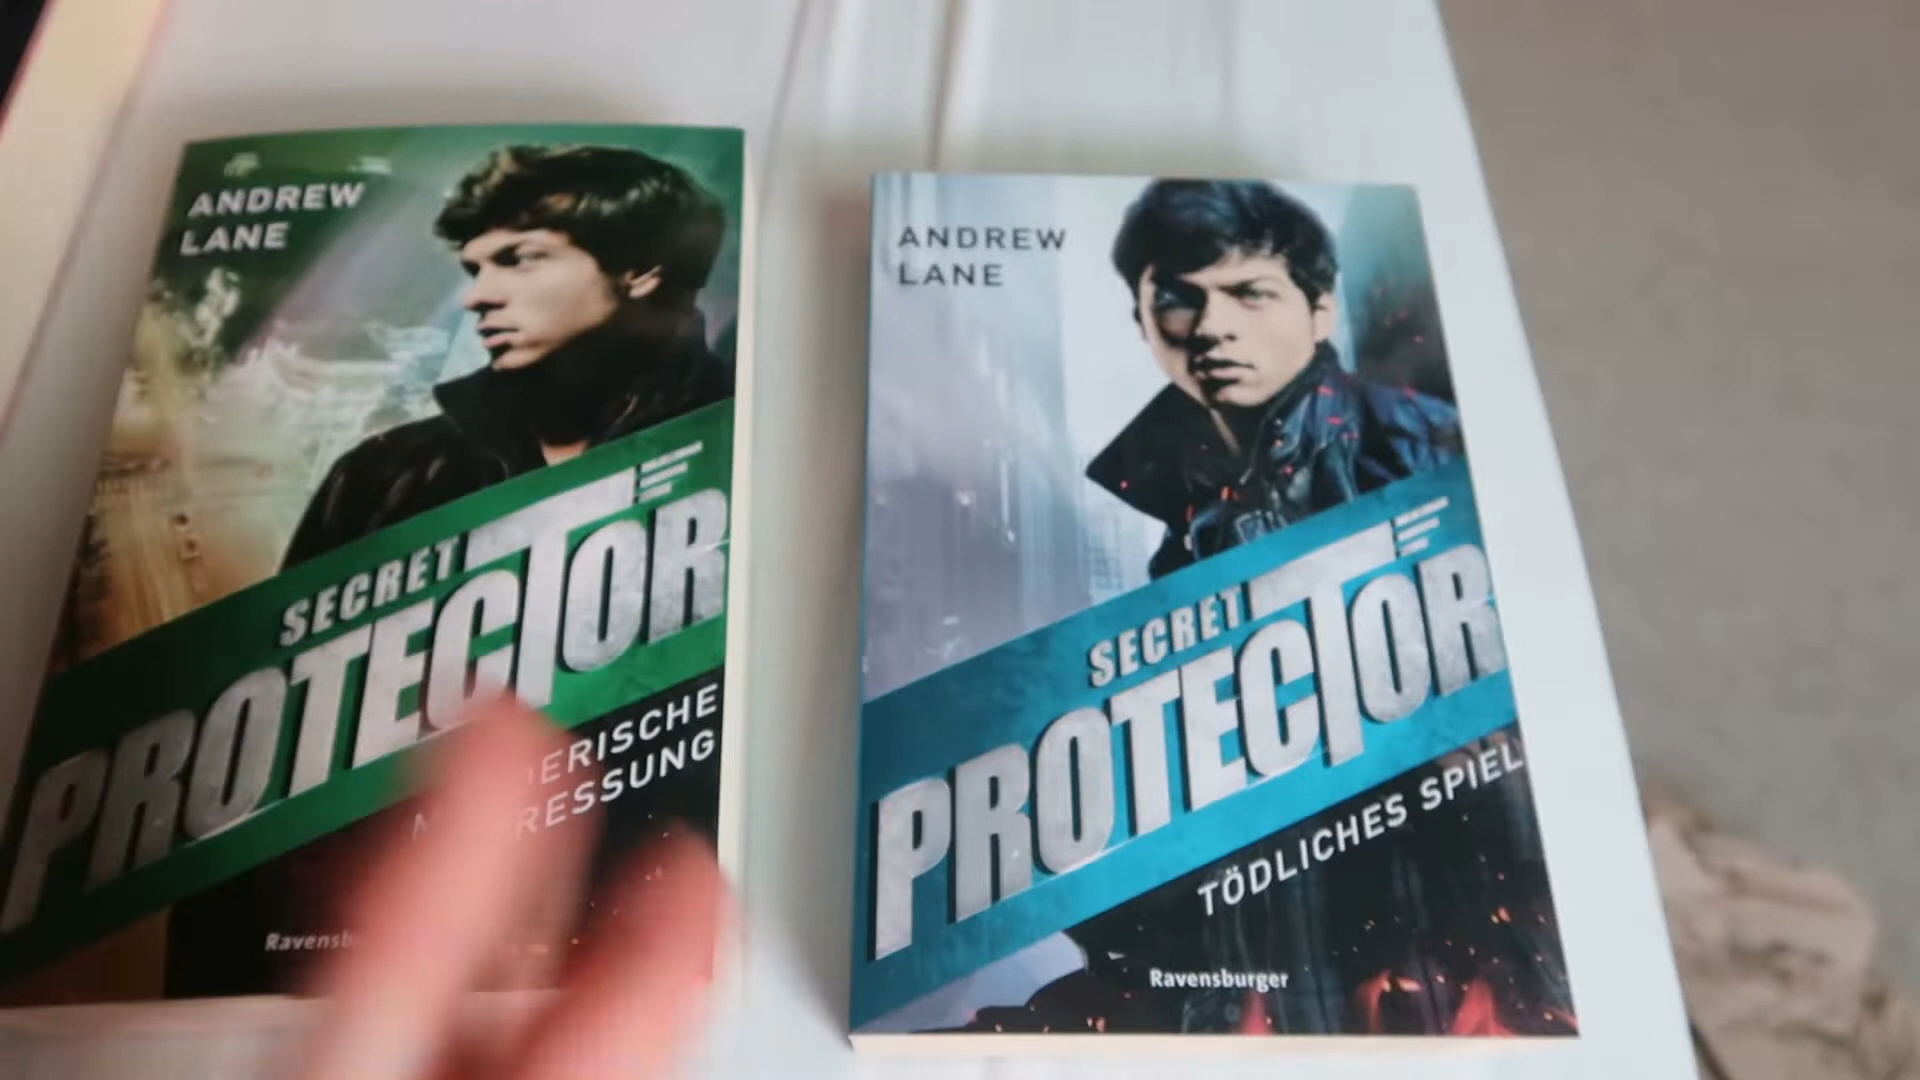 ANDREW
LANE
SECRET
PROTECTOR
ERISCHE
RESSUNG
Ravensb
ANDREW
LANE
SECRET
PROTECTOR
TÖDLICHES SPIEL
Ravensburger